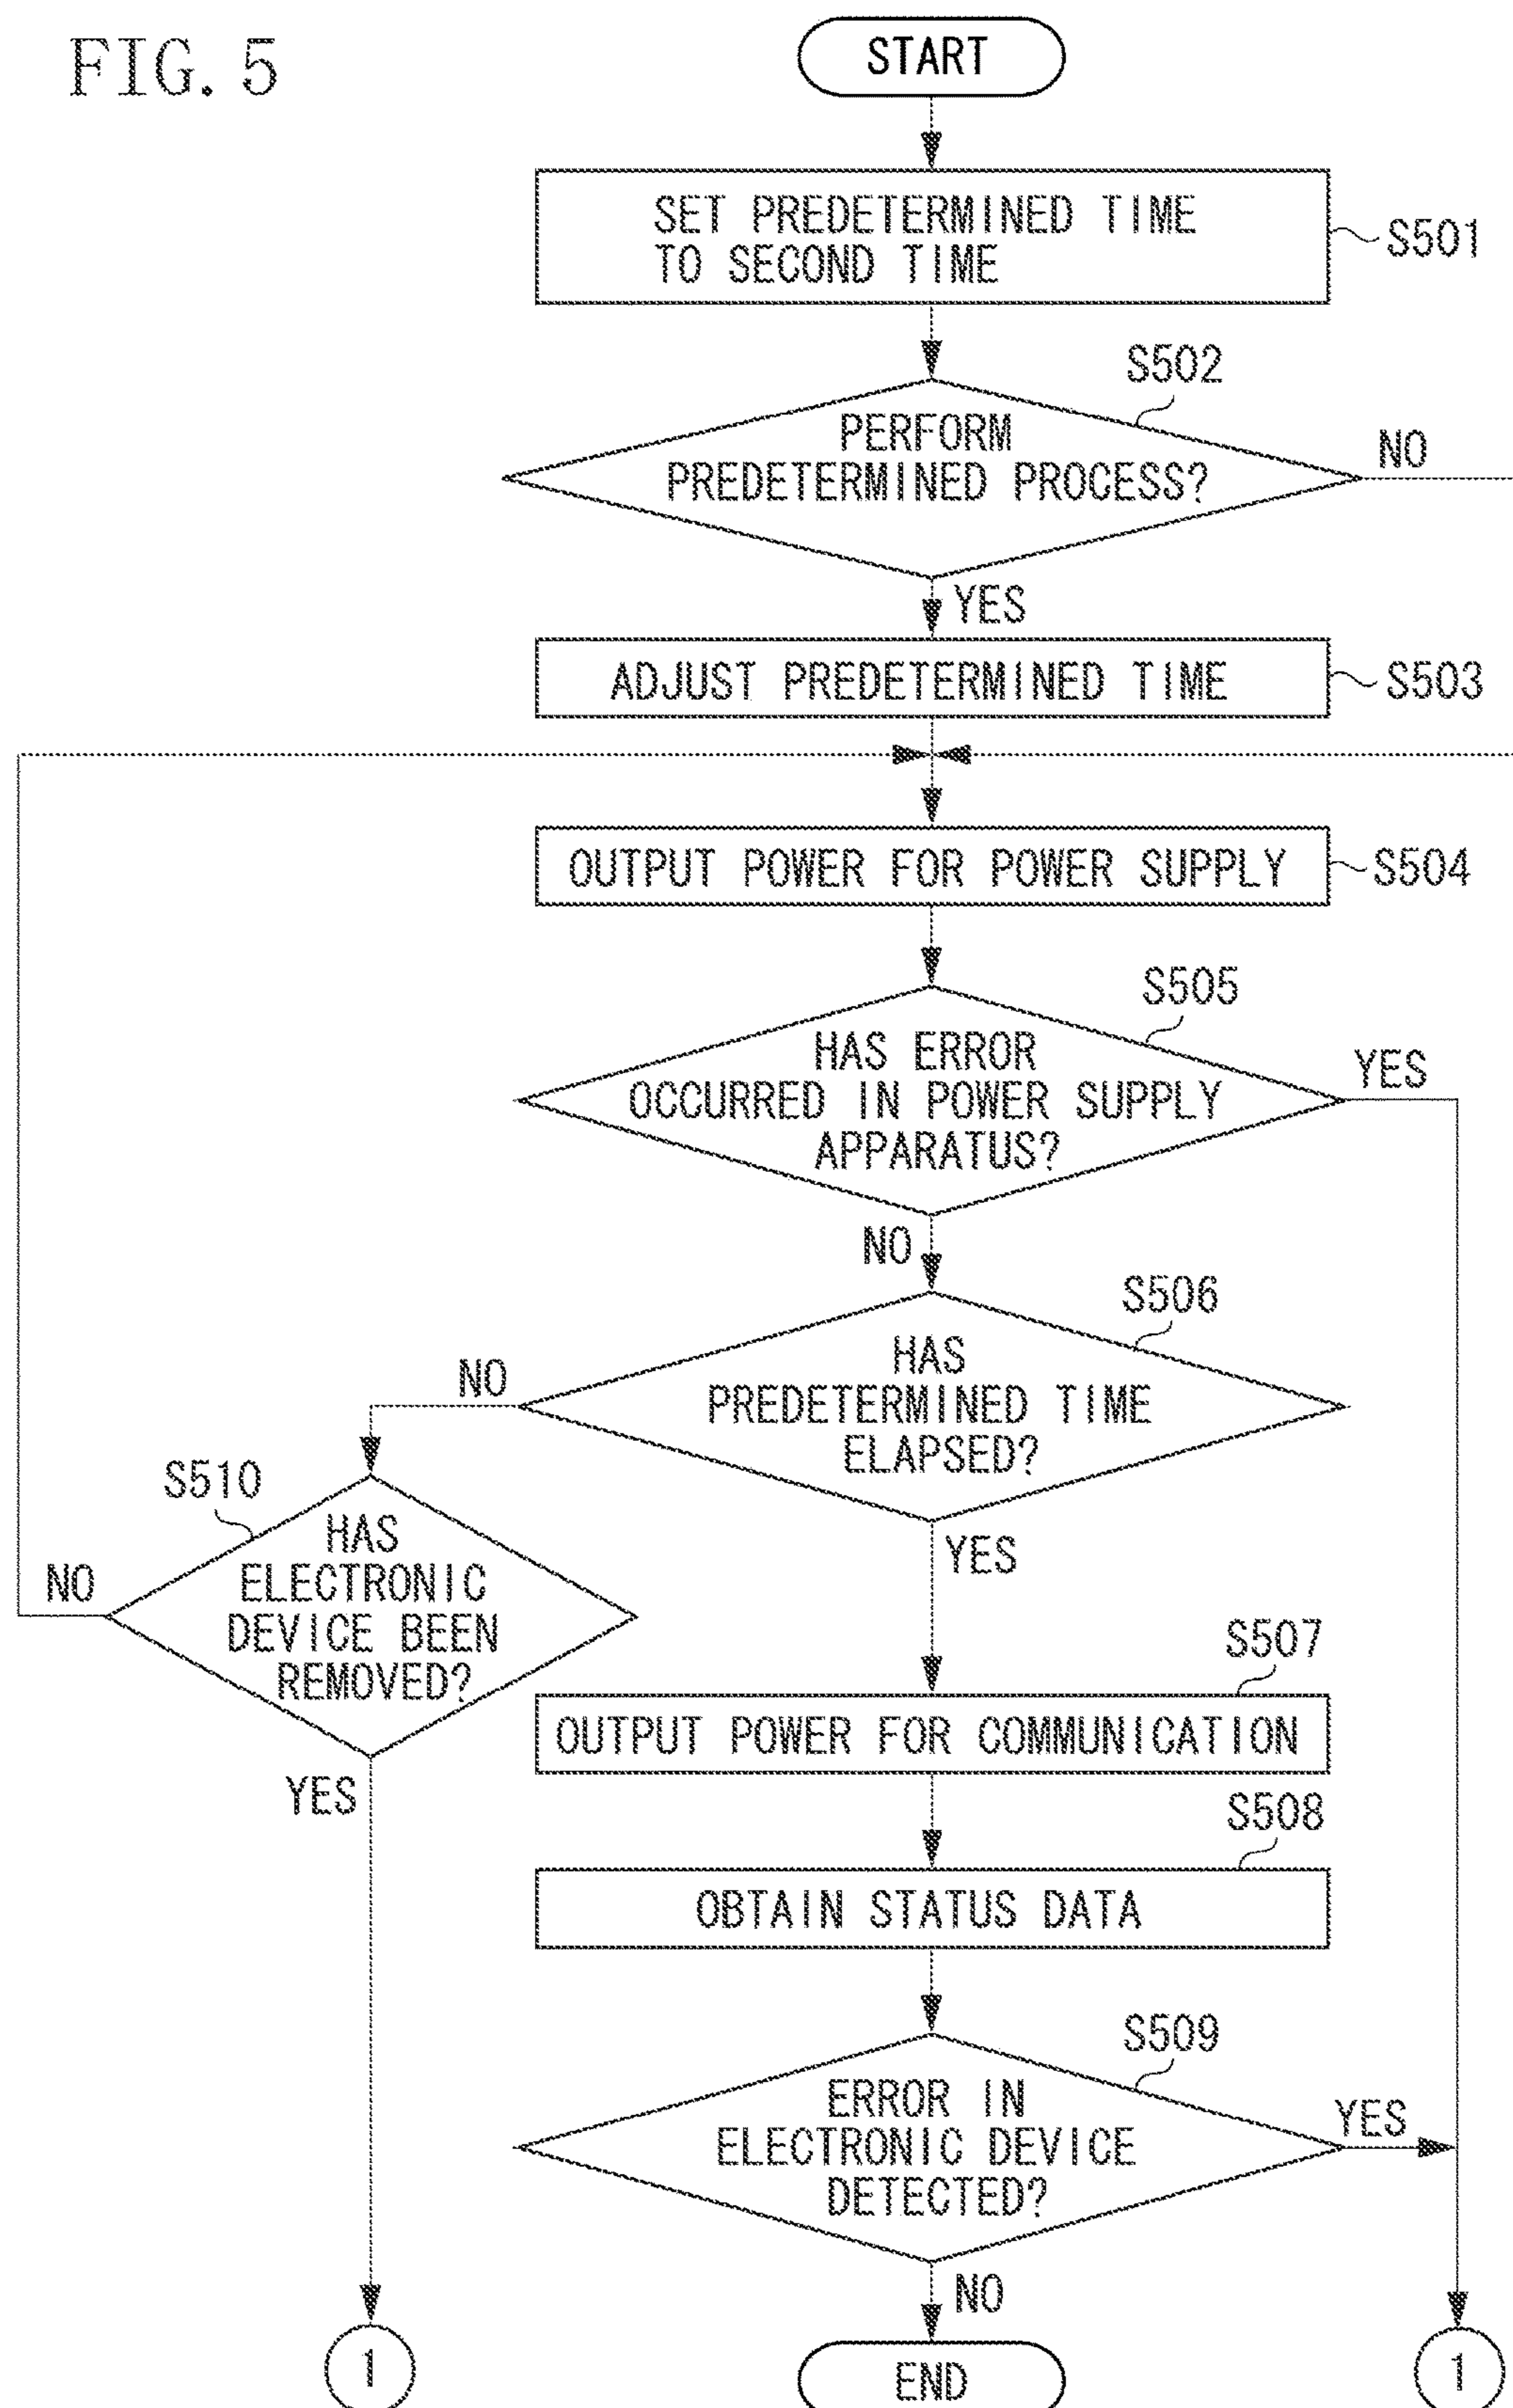 FIG. 5
START
SET PREDETERMINED TIME
TO SECOND TIME
S501
S502
PERFORM
PREDETERMINED PROCESS?
NO
YES
ADJUST PREDETERMINED TIME
S503
OUTPUT POWER FOR POWER SUPPLY
S504
S505
HAS ERROR
OCCURRED IN POWER SUPPLY
APPARATUS?
YES
NO
S506
HAS
PREDETERMINED TIME
ELAPSED?
NO
YES
S510
HAS
ELECTRONIC
DEVICE BEEN
REMOVED?
NO
YES
S507
OUTPUT POWER FOR COMMUNICATION
S508
OBTAIN STATUS DATA
S509
ERROR IN
ELECTRONIC DEVICE
DETECTED?
YES
NO
1
END
1